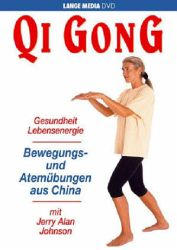 LANGE MEDIA DVD
QI GONG
Gesundheit
Lebensenergie
Bewegungs-
und
Atemübungen
aus China
mit
Jerry Alan
Johnson